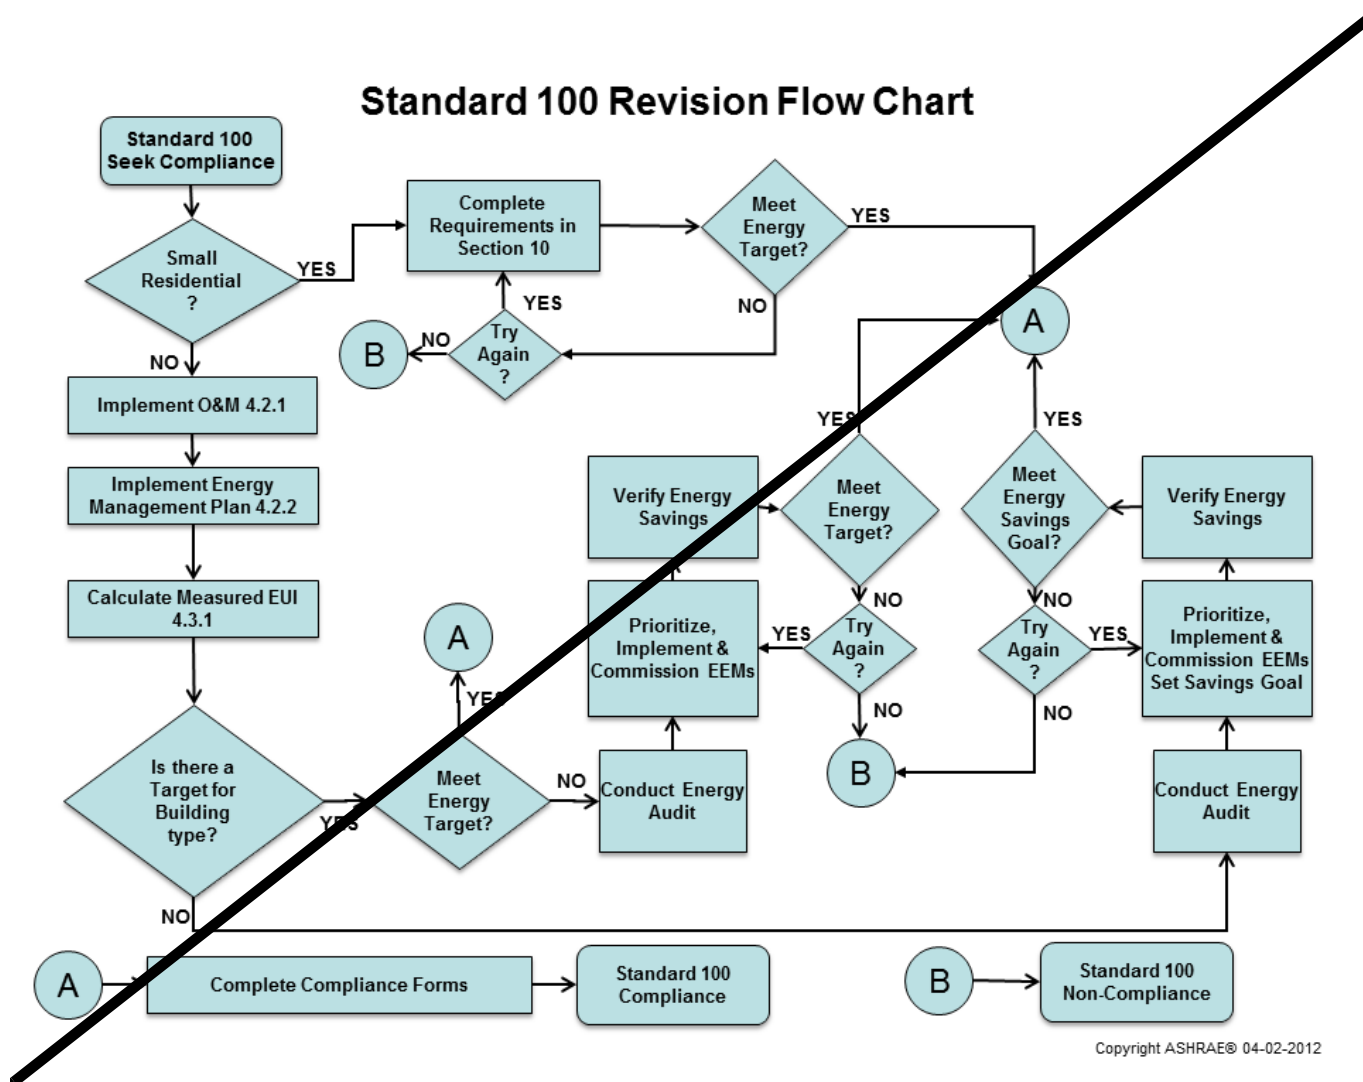 Standard 100 Revision Flow Chart
Standard 100
Seek Compliance
Small
Residential
?
YES
NO
Complete
Requirements in
Section 10
Meet
Energy
Target?
YES
NO
YES
Try
Again
?
NO
B
A
Implement O&M 4.2.1
Implement Energy
Management Plan 4.2.2
Calculate Measured EUI
4.3.1
Is there a
Target for
Building
type?
YES
NO
A
YES
Meet
Energy
Target?
NO
Conduct Energy
Audit
Prioritize,
Implement &
Commission EEMs
Verify Energy
Savings
YES
Meet
Energy
Target?
NO
YES
Try
Again
?
NO
B
YES
Meet
Energy
Savings
Goal?
NO
Try
Again
?
YES
NO
Verify Energy
Savings
Prioritize,
Implement &
Commission EEMs
Set Savings Goal
Conduct Energy
Audit
A
Complete Compliance Forms
Standard 100
Compliance
B
Standard 100
Non-Compliance
Copyright ASHRAE® 04-02-2012